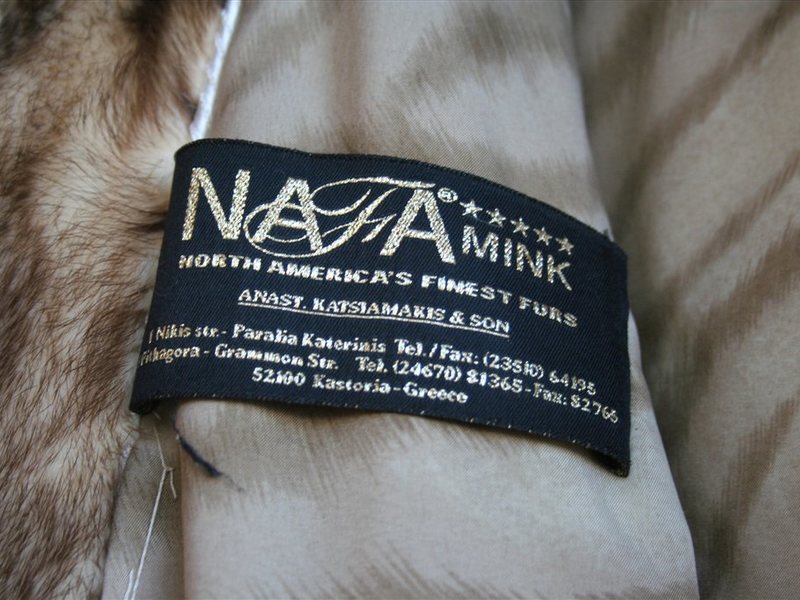 NAFA® ★★★★★
MINK
NORTH AMERICA'S FINEST FURS
ANAST. KATSIAMAKIS & SON
1 Nikis str.- Paralia Katerinis Tel./Fax: (23510) 64195
Pithagora - Grammon Str. Tel. (24670) 81365 - Fax: 82766
52100 Kastoria - Greece